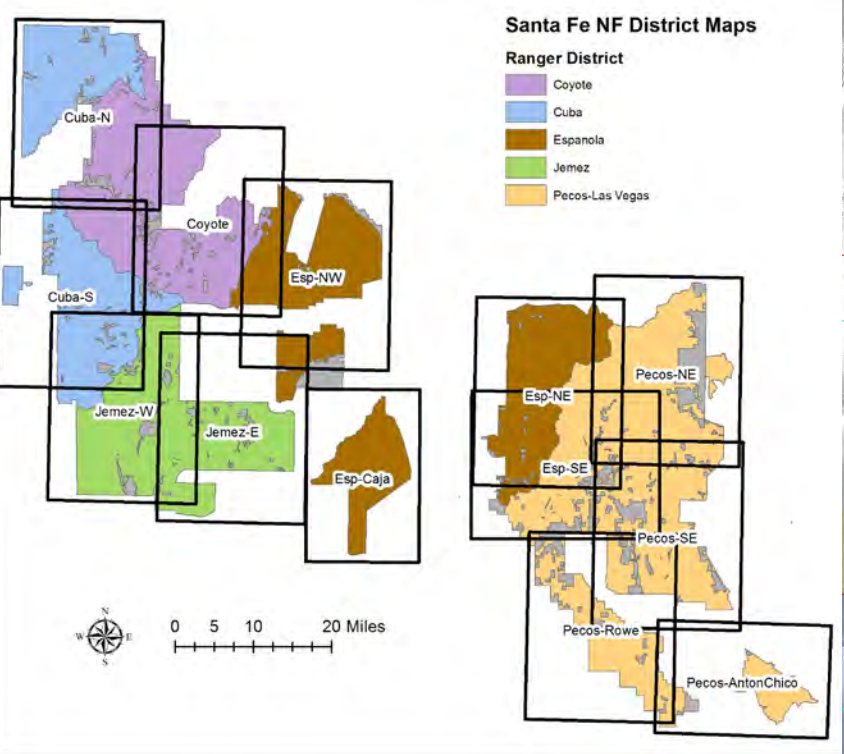 Santa Fe NF District Maps
Ranger District
Coyote
Cuba
Espanola
Jemez
Pecos-Las Vegas
Cuba-N
Coyote
Esp-NW
Cuba-S
Jemez-W
Jemez-E
Esp-Caja
Pecos-NE
Esp-NE
Esp-SE
Pecos-SE
Pecos-Rowe
Pecos-AntonChico
N
W E
S
0 5 10 20 Miles